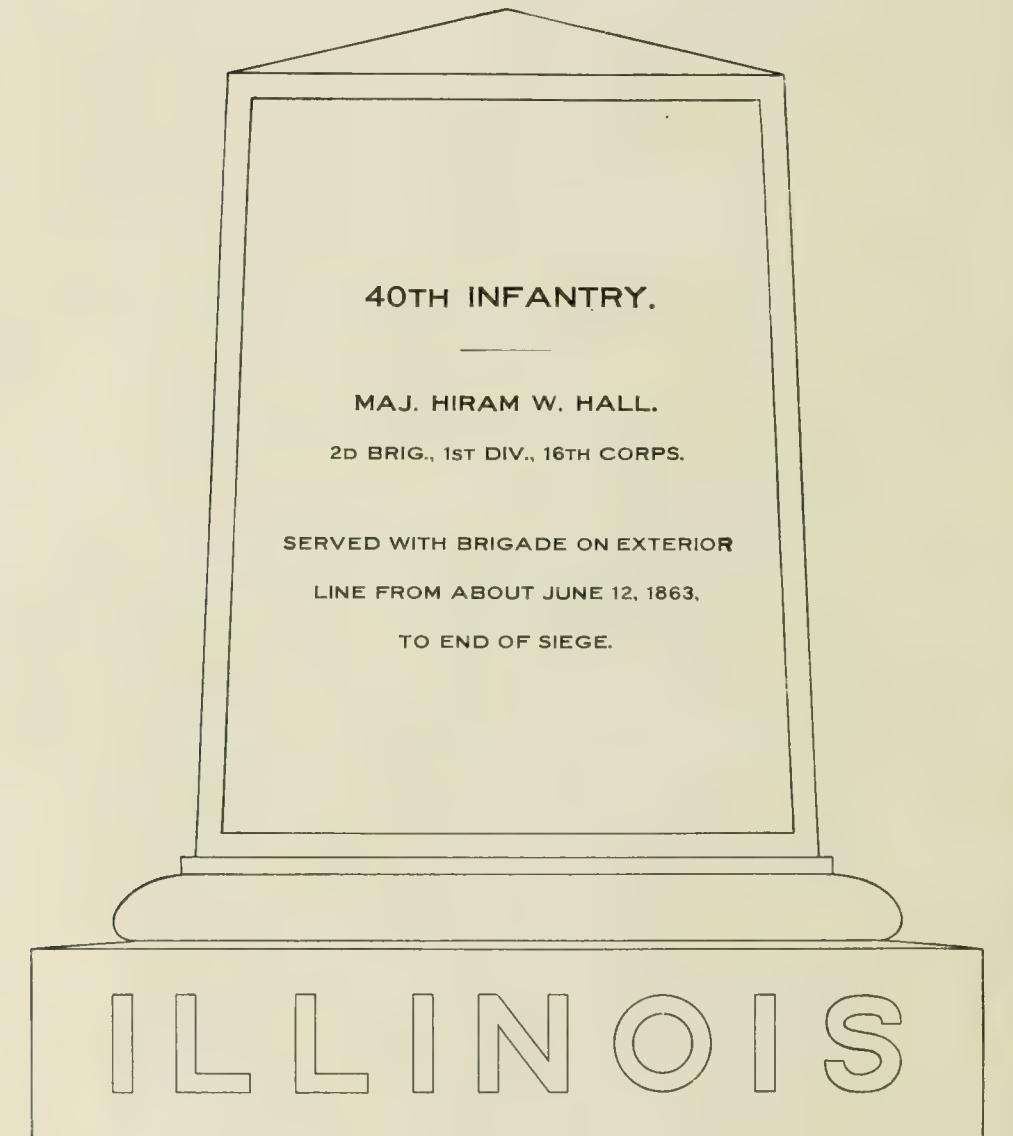 40TH INFANTRY.
MAJ. HIRAM W. HALL.
2D BRIG., 1ST DIV., 16TH CORPS.
SERVED WITH BRIGADE ON EXTERIOR
LINE FROM ABOUT JUNE 12, 1863,
TO END OF SIEGE.
ILLINOIS